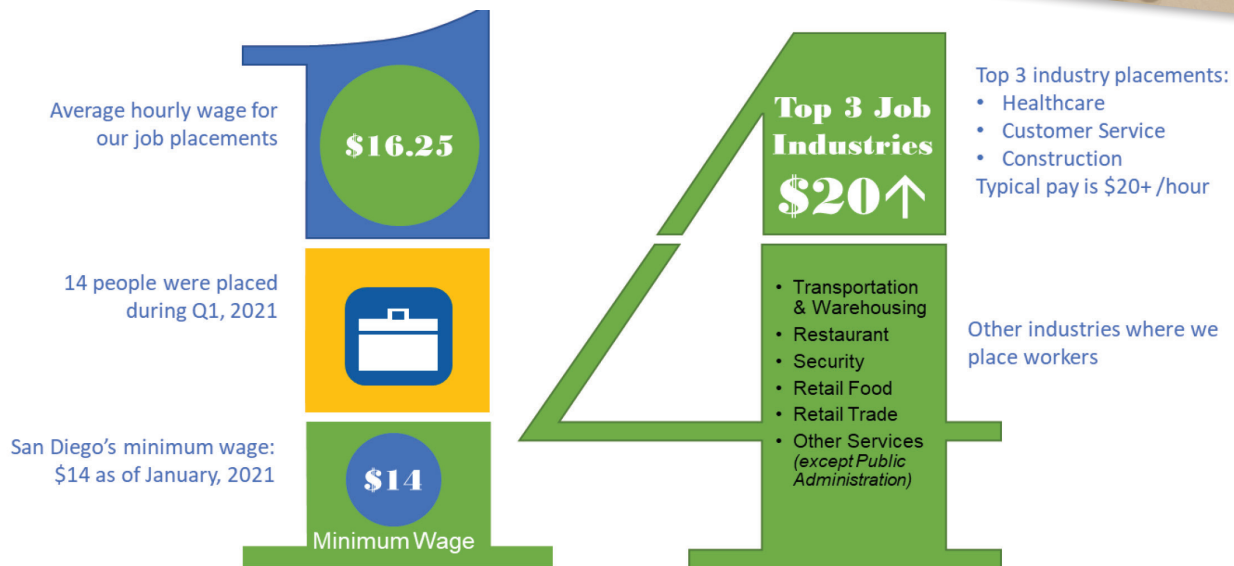 Average hourly wage for
our job placements
$16.25
14 people were placed
during Q1, 2021
San Diego’s minimum wage:
$14 as of January, 2021
$14
Minimum Wage
Top 3 Job
Industries
$20↑
Top 3 industry placements:
• Healthcare
• Customer Service
• Construction
Typical pay is $20+ /hour
• Transportation
& Warehousing
• Restaurant
• Security
• Retail Food
• Retail Trade
• Other Services
(except Public
Administration)
Other industries where we
place workers